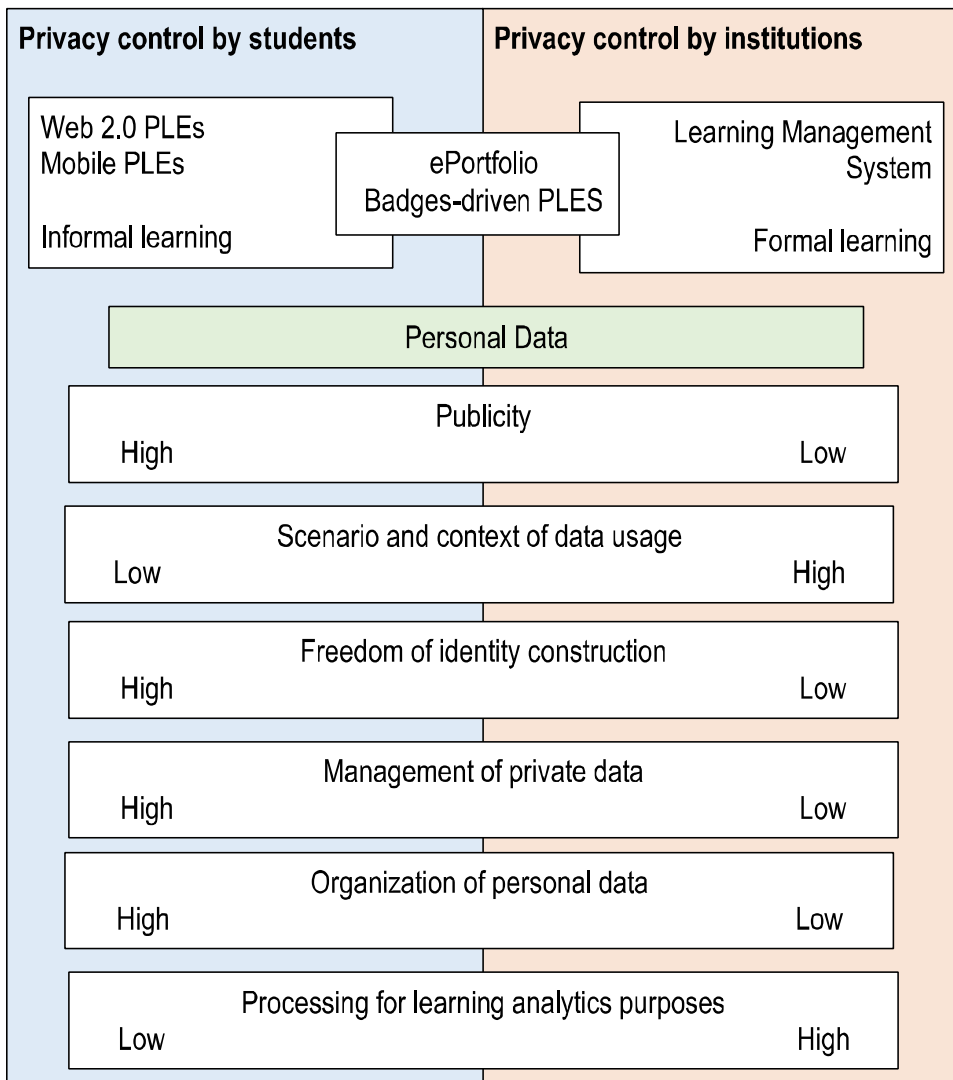 Privacy control by students
Privacy control by institutions
Web 2.0 PLEs
Mobile PLEs
Informal learning
ePortfolio
Badges-driven PLES
Learning Management
System
Formal learning
Personal Data
Publicity
High
Low
Scenario and context of data usage
Low
High
Freedom of identity construction
High
Low
Management of private data
High
Low
Organization of personal data
High
Low
Processing for learning analytics purposes
Low
High